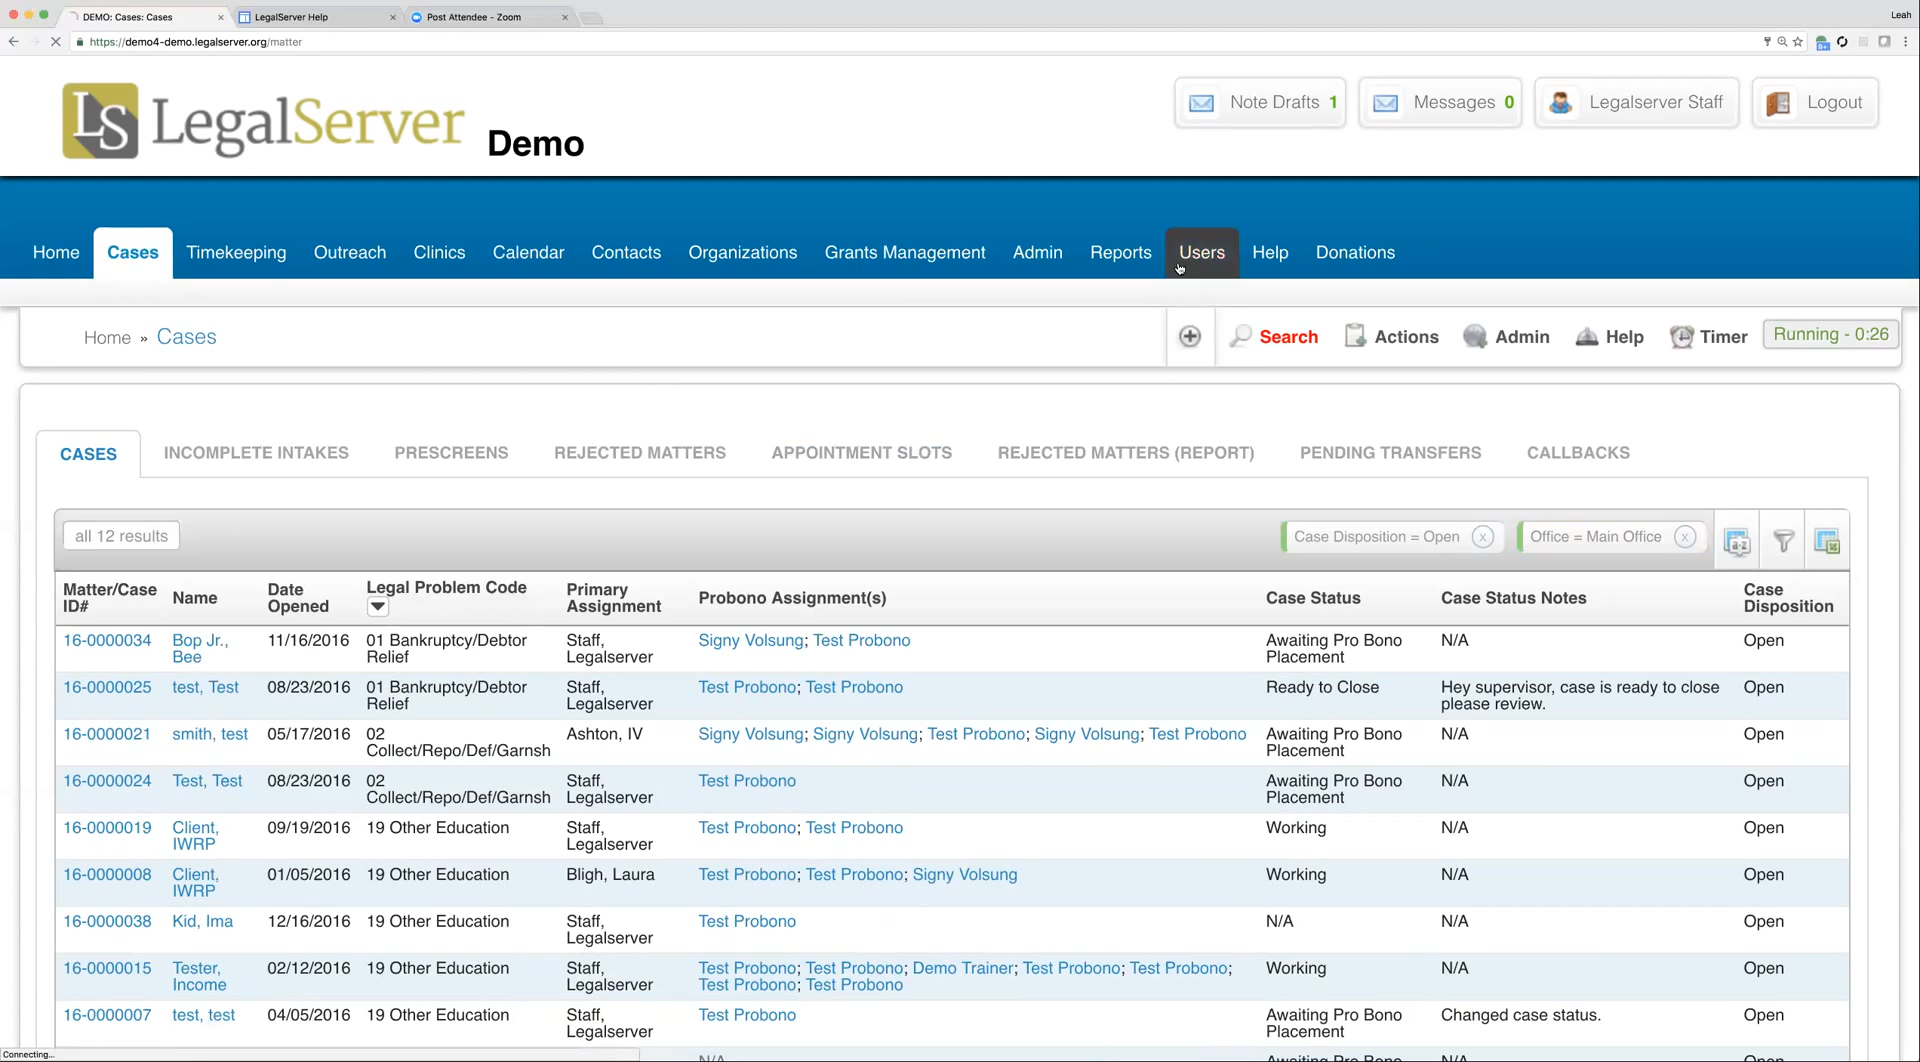 DEMO: Cases: Cases
LegalServer Help
Post Attendee - Zoom
Leah
https://demo4-demo.legalserver.org/matter
LS LegalServer Demo
Note Drafts 1
Messages 0
Legalserver Staff
Logout
Home Cases Timekeeping Outreach Clinics Calendar Contacts Organizations Grants Management Admin Reports Users Help Donations
Home » Cases
Search Actions Admin Help Timer Running - 0:26
CASES INCOMPLETE INTAKES PRESCREENS REJECTED MATTERS APPOINTMENT SLOTS REJECTED MATTERS (REPORT) PENDING TRANSFERS CALLBACKS
all 12 results
Case Disposition = Open x
Office = Main Office x
a-z
Matter/Case ID# Name Date Opened Legal Problem Code Primary Assignment Probono Assignment(s) Case Status Case Status Notes Case Disposition
16-0000034 Bop Jr., Bee 11/16/2016 01 Bankruptcy/Debtor Relief Staff, Legalserver Signy Volsung; Test Probono Awaiting Pro Bono Placement N/A Open
16-0000025 test, Test 08/23/2016 01 Bankruptcy/Debtor Relief Staff, Legalserver Test Probono; Test Probono Ready to Close Hey supervisor, case is ready to close please review. Open
16-0000021 smith, test 05/17/2016 02 Collect/Repo/Def/Garnsh Ashton, IV Signy Volsung; Signy Volsung; Test Probono; Signy Volsung; Test Probono Awaiting Pro Bono Placement N/A Open
16-0000024 Test, Test 08/23/2016 02 Collect/Repo/Def/Garnsh Staff, Legalserver Test Probono Awaiting Pro Bono Placement N/A Open
16-0000019 Client, IWRP 09/19/2016 19 Other Education Staff, Legalserver Test Probono; Test Probono Working N/A Open
16-0000008 Client, IWRP 01/05/2016 19 Other Education Bligh, Laura Test Probono; Test Probono; Signy Volsung Working N/A Open
16-0000038 Kid, Ima 12/16/2016 19 Other Education Staff, Legalserver Test Probono N/A N/A Open
16-0000015 Tester, Income 02/12/2016 19 Other Education Staff, Legalserver Test Probono; Test Probono; Demo Trainer; Test Probono; Test Probono; Test Probono; Test Probono Working N/A Open
16-0000007 test, test 04/05/2016 19 Other Education Staff, Legalserver Test Probono Awaiting Pro Bono Placement Changed case status. Open
N/A Awaiting Pro Bono N/A Open
Connecting...